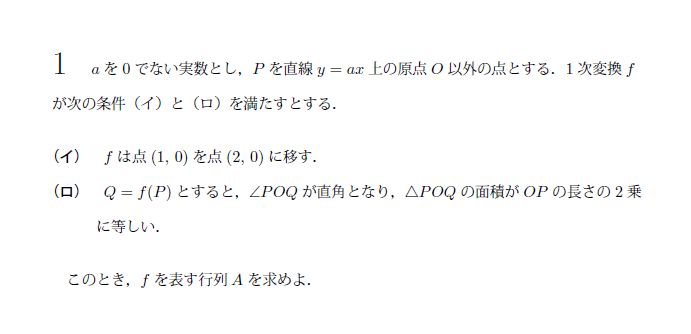 1 aを0でない実数とし，Pを直線 y = ax 上の原点O以外の点とする．1次変換 f
が次の条件（イ）と（ロ）を満たすとする．
（イ） f は点 (1, 0) を点 (2, 0) に移す．
（ロ） Q = f(P) とすると，∠POQ が直角となり，△POQ の面積が OP の長さの 2 乗
に等しい．
このとき，f を表す行列 A を求めよ．